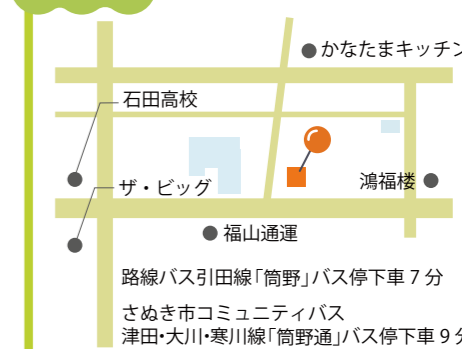 かなたまキッチン
石田高校
ザ・ビッグ
鴻福楼
福山通運
路線バス引田線｢筒野｣バス停下車７分
さぬき市コミュニティバス
津田･大川･寒川線｢筒野通｣バス停下車９分